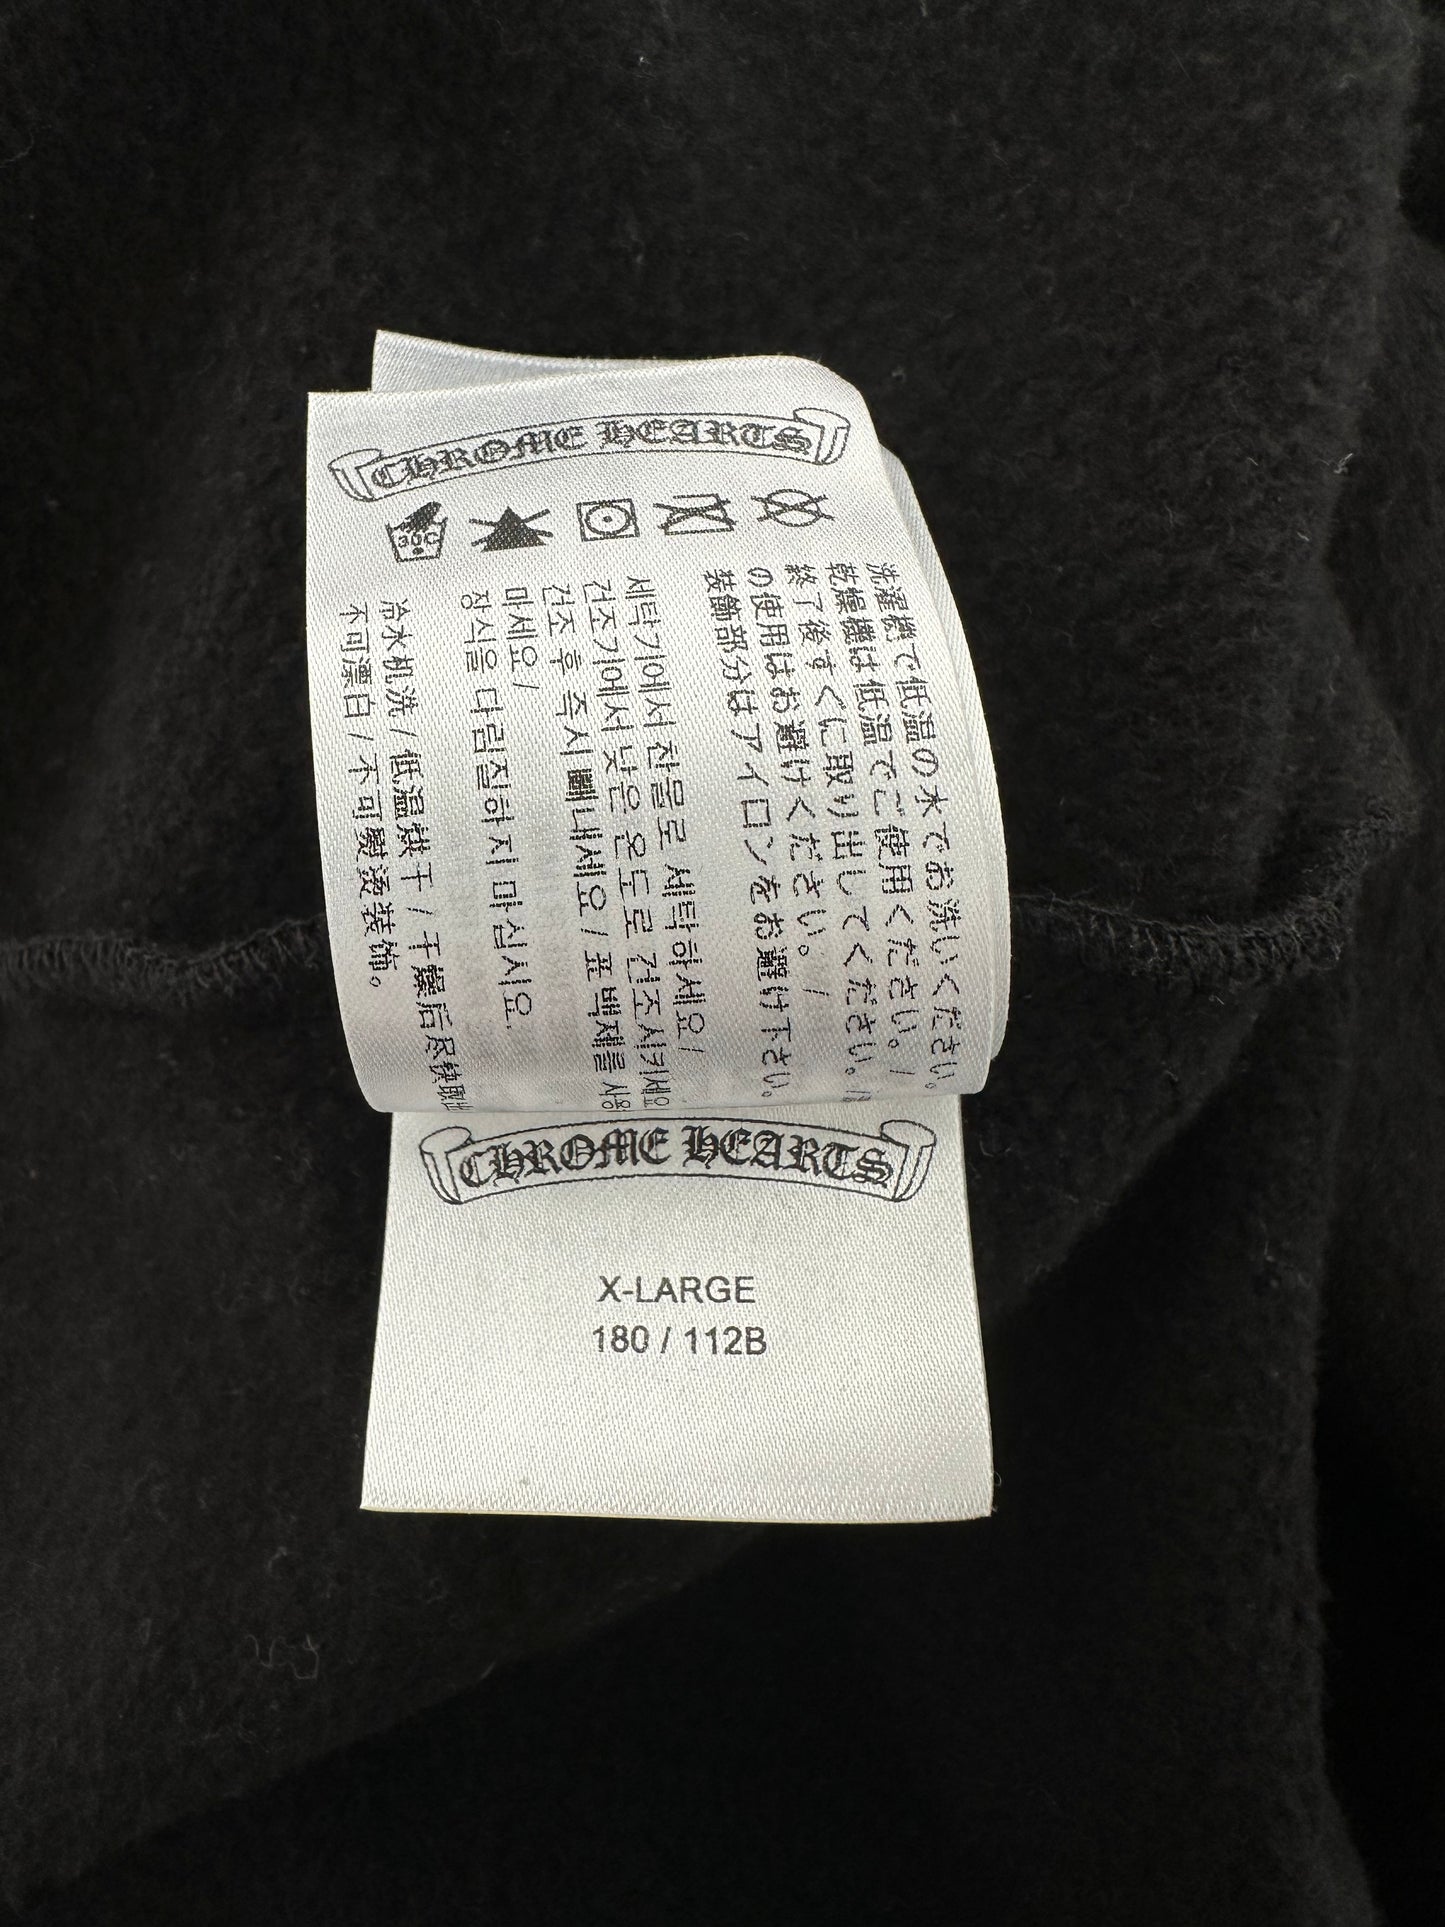 CHROME HEARTS
30C
洗濯機で低温の水でお洗いください。
乾燥機は低温でご使用ください。/
終了後すぐに取り出してください。/
の使用はお避けください。/
装飾部分はアイロンをお避け下さい。
세탁기에서 찬물로 세탁하세요/
건조기에서 낮은 온도로 건조시키세요
건조 후 즉시 빼내세요 / 표백제를 사용
마세요/
장식을 다림질하지 마십시오.
冷水机洗 / 低温烘干 / 干燥后尽快取出
不可漂白 / 不可熨烫装饰。
CHROME HEARTS
X-LARGE
180 / 112B